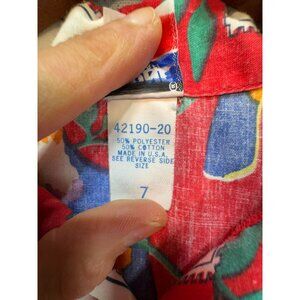 42190-20
50% POLYESTER
50% COTTON
MADE IN U.S.A.
SEE REVERSE SIDE
SIZE
7